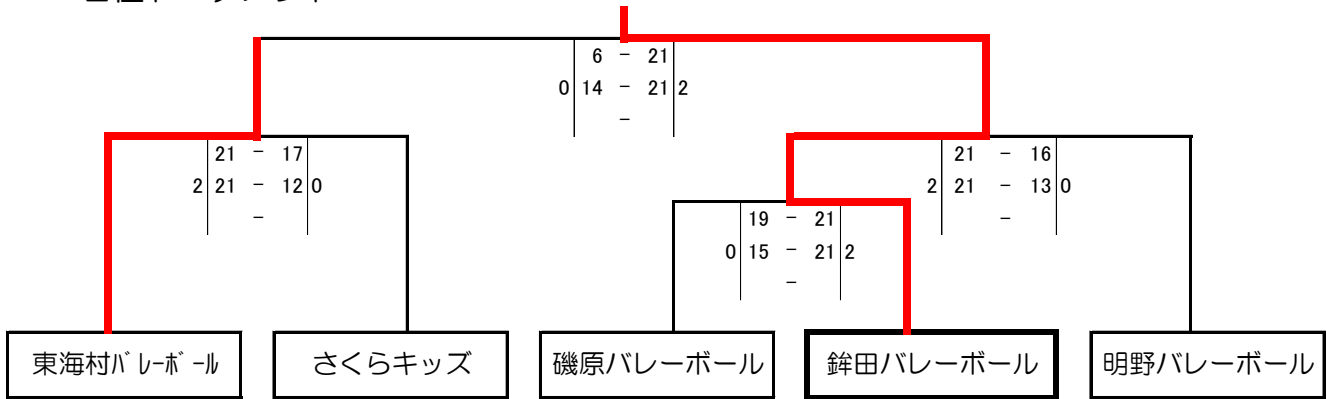 6 - 21
0 14 - 21 2
-
21 - 17
2 21 - 12 0
-
21 - 16
2 21 - 13 0
-
19 - 21
0 15 - 21 2
-
東海村バレーボール
さくらキッズ
磯原バレーボール
鉾田バレーボール
明野バレーボール